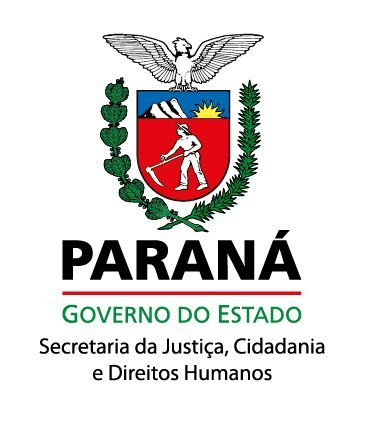 PARANÁ
GOVERNO DO ESTADO
Secretaria da Justiça, Cidadania
e Direitos Humanos